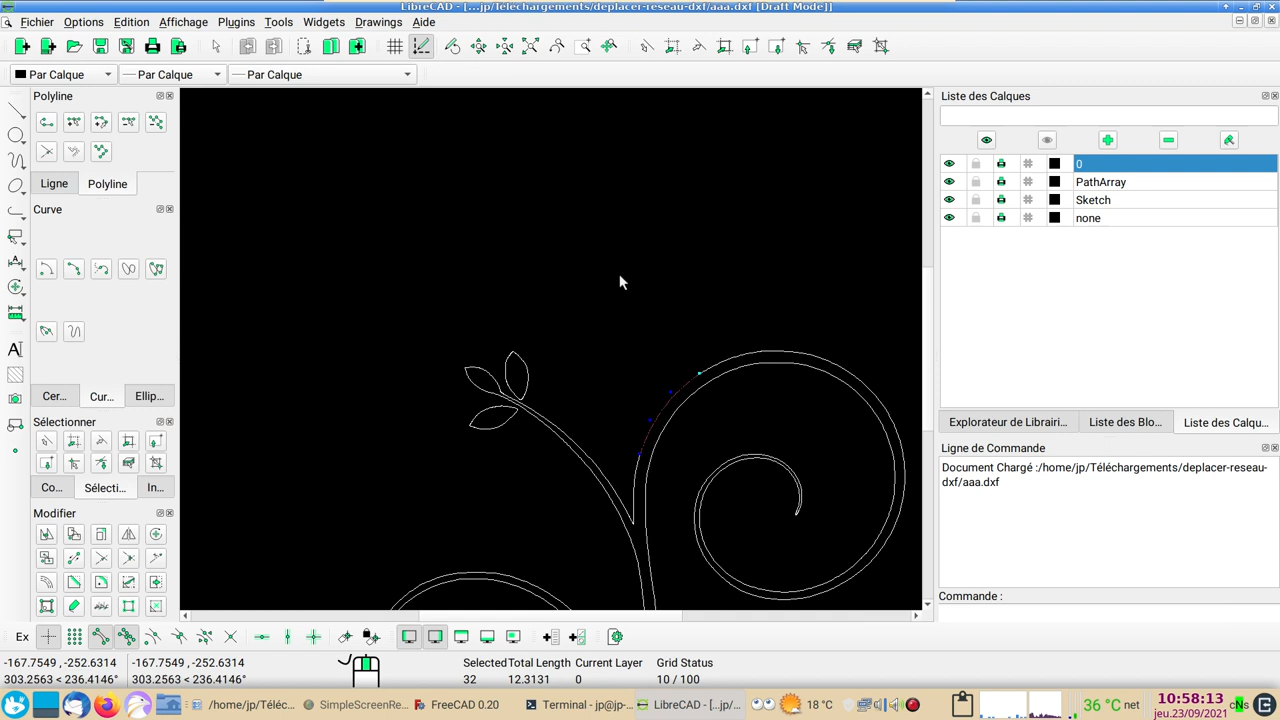 LibreCAD - [...jp/Téléchargements/deplacer-reseau-dxf/aaa.dxf [Draft Mode]]
Fichier Options Edition Affichage Plugins Tools Widgets Drawings Aide
Par Calque Par Calque Par Calque
Polyline
Ligne Polyline
Curve
Cer... Cur... Ellip...
Sélectionner
Co... Sélecti... In...
Modifier
Liste des Calques
0
PathArray
Sketch
none
Explorateur de Librairi... Liste des Blo... Liste des Calqu...
Ligne de Commande
Document Chargé :/home/jp/Téléchargements/deplacer-reseau-
dxf/aaa.dxf
Commande :
Ex
-167.7549 , -252.6314 -167.7549 , -252.6314 Selected Total Length Current Layer Grid Status
303.2563 < 236.4146° 303.2563 < 236.4146° 32 12.3131 0 10 / 100
/home/jp/Téléc... SimpleScreenRe... FreeCAD 0.20 Terminal - jp@jp-... LibreCAD - [...jp/... 18 °C 36 °C net 10:58:13 cNs
jeu.23/09/2021